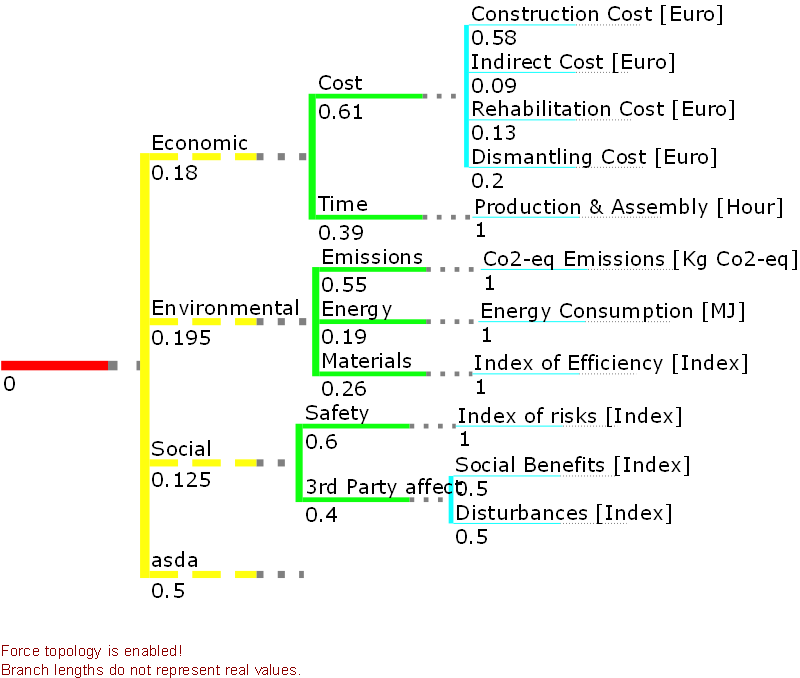 Construction Cost [Euro]
0.58
Indirect Cost [Euro]
0.09
Rehabilitation Cost [Euro]
0.13
Dismantling Cost [Euro]
0.2
Cost
0.61
Economic
0.18
Time
0.39
Production & Assembly [Hour]
1
Emissions
0.55
Co2-eq Emissions [Kg Co2-eq]
1
Environmental
0.195
Energy
0.19
Energy Consumption [MJ]
1
Materials
0.26
Index of Efficiency [Index]
1
0
Safety
0.6
Index of risks [Index]
1
Social
0.125
3rd Party affect
0.4
Social Benefits [Index]
0.5
Disturbances [Index]
0.5
asda
0.5
Force topology is enabled!
Branch lengths do not represent real values.